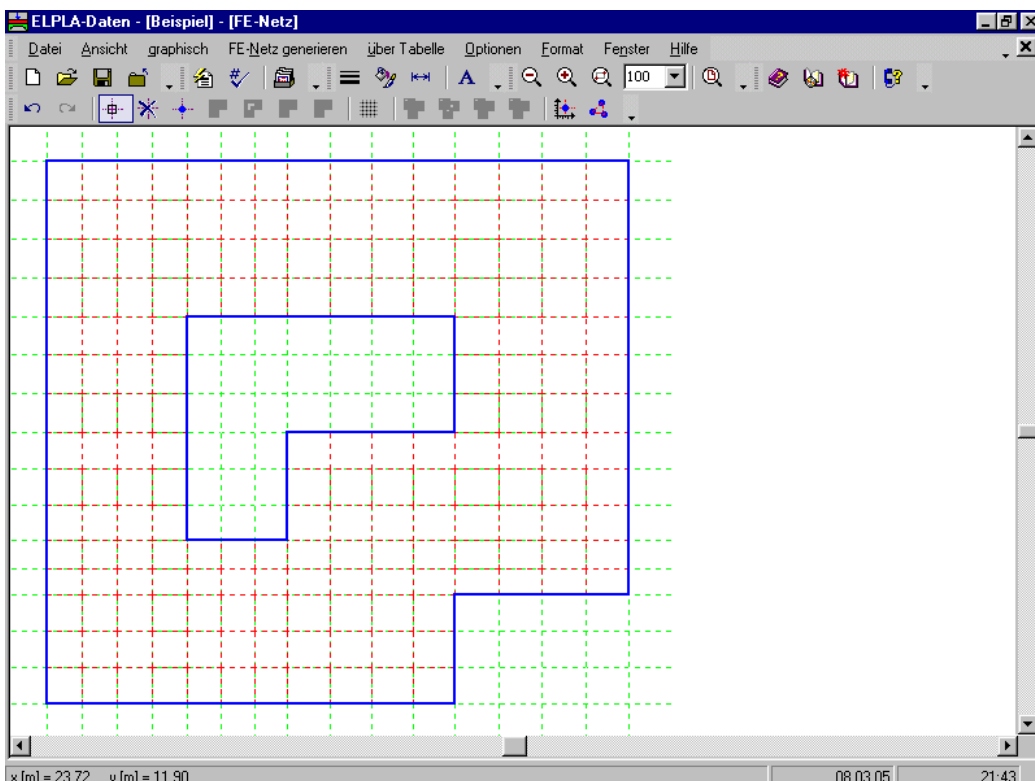 ELPLA-Daten - [Beispiel] - [FE-Netz]
Datei Ansicht graphisch FE-Netz generieren über Tabelle Optionen Format Fenster Hilfe
A 100
x [m] = 23.72 y [m] = 11.90 08.03.05 21:43